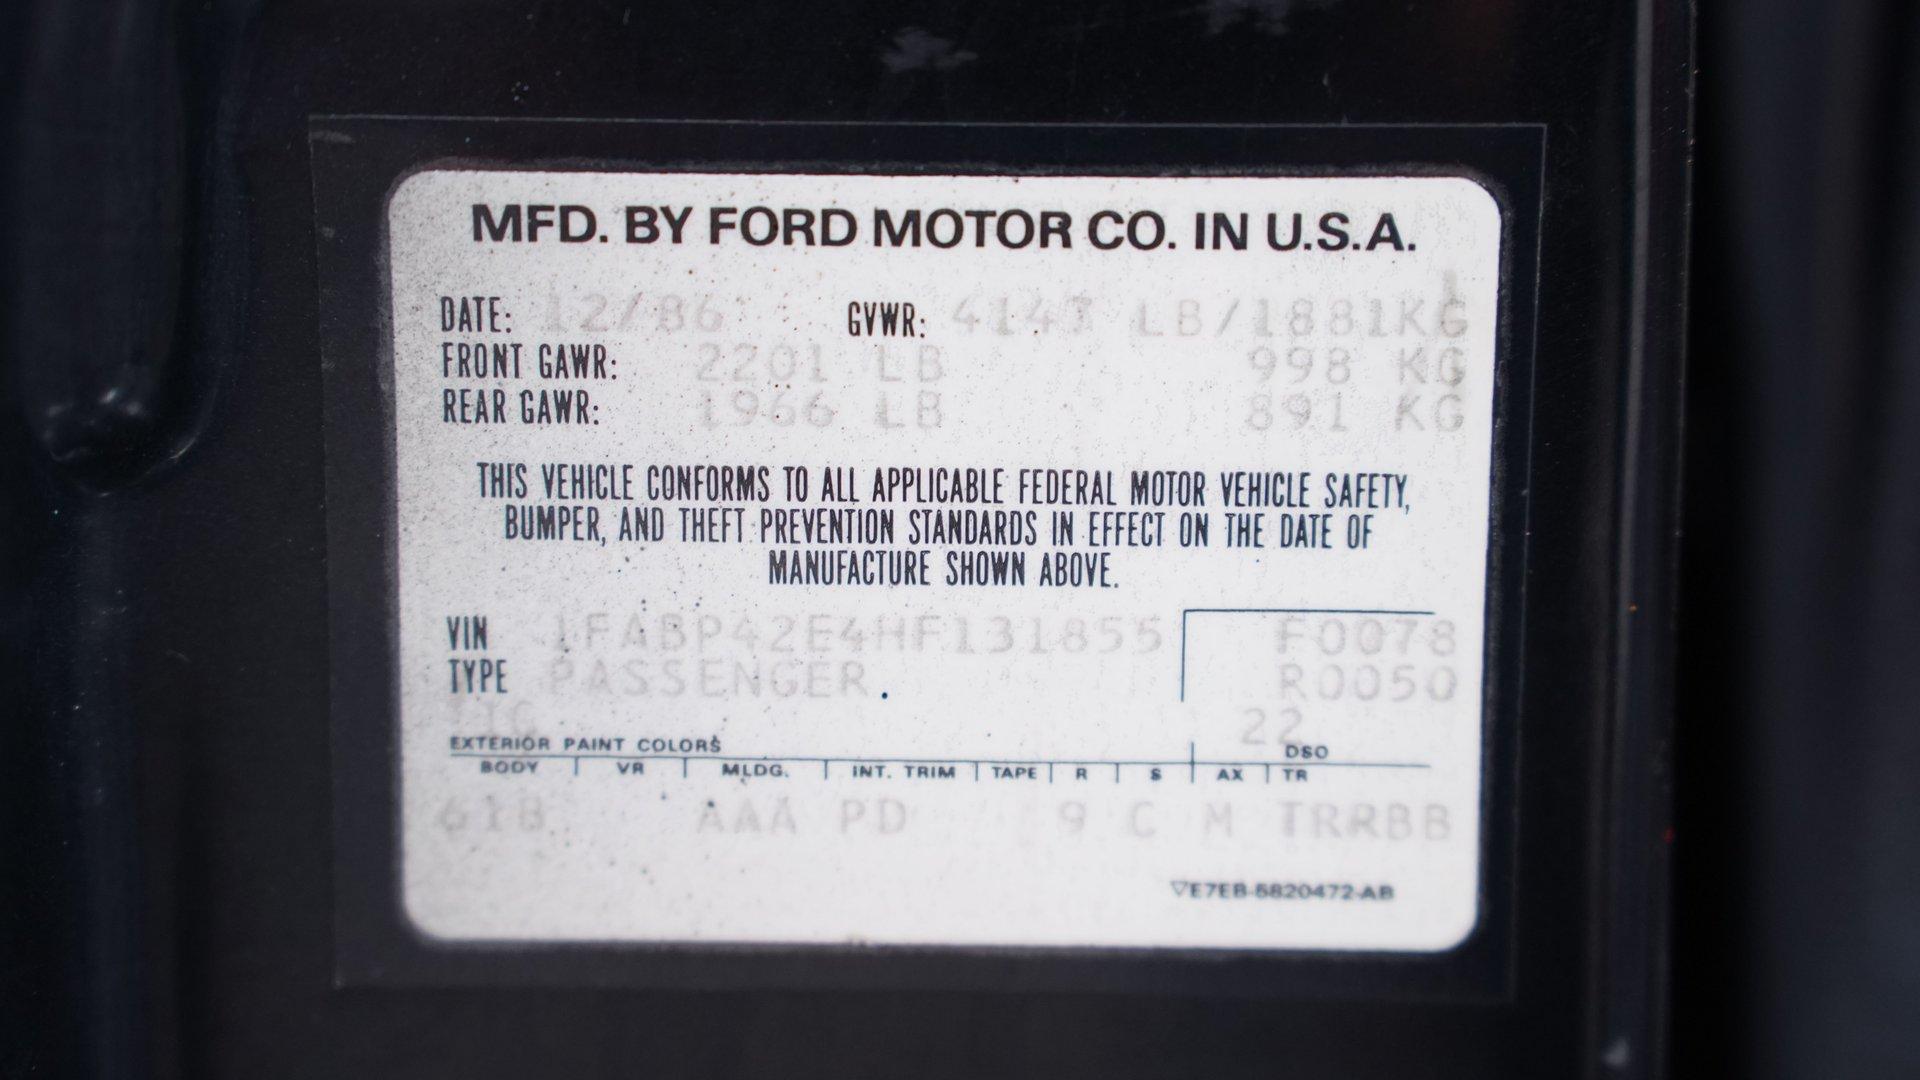 MFD. BY FORD MOTOR CO. IN U.S.A.
DATE: 12/86 GVWR: 4147 LB/1881KG
FRONT GAWR: 2201 LB 998 KG
REAR GAWR: 1966 LB 891 KG
THIS VEHICLE CONFORMS TO ALL APPLICABLE FEDERAL MOTOR VEHICLE SAFETY,
BUMPER, AND THEFT PREVENTION STANDARDS IN EFFECT ON THE DATE OF
MANUFACTURE SHOWN ABOVE.
VIN 1FABP42E4HF131855 F0078
TYPE PASSENGER R0050
22
EXTERIOR PAINT COLORS DSO
BODY VR MLDG. INT. TRIM TAPE R S AX TR
61B AAA PD 9 C M TRRBB
▽E7EB-5820472-AB